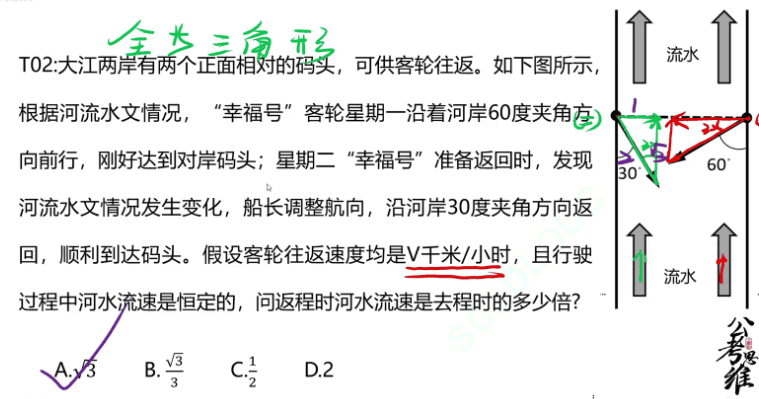 全等三角形
T02:大江两岸有两个正面相对的码头，可供客轮往返。如下图所示，
根据河流水文情况，“幸福号”客轮星期一沿着河岸60度夹角方
向前行，刚好达到对岸码头；星期二“幸福号”准备返回时，发现
河流水文情况发生变化，船长调整航向，沿河岸30度夹角方向返
回，顺利到达码头。假设客轮往返速度均是V千米/小时，且行驶
过程中河水流速是恒定的，问返程时河水流速是去程时的多少倍？
A.√3 B.√3/3 C.1/2 D.2
流水
1
30°
60°
流水
公考思维